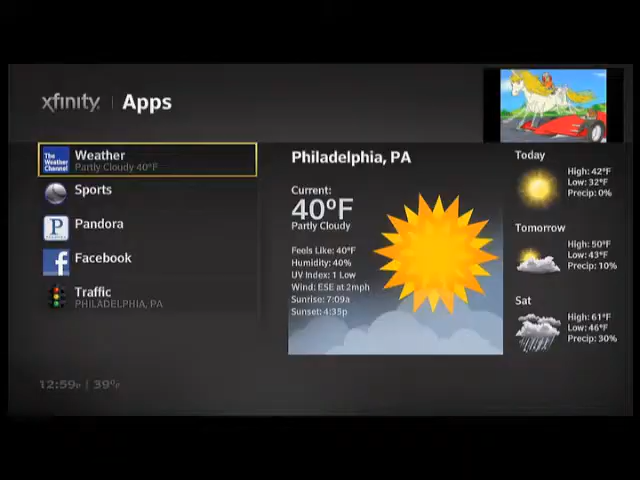 xfinity. | Apps
The
Weather
Channel
Weather
Partly Cloudy 40°F
Sports
P
PANDORA
Pandora
f
Facebook
Traffic
PHILADELPHIA, PA
12:59P | 39°F
Philadelphia, PA
Current:
40°F
Partly Cloudy
Feels Like: 40°F
Humidity: 40%
UV Index: 1 Low
Wind: ESE at 2mph
Sunrise: 7:09a
Sunset: 4:35p
Today
High: 42°F
Low: 32°F
Precip: 0%
Tomorrow
High: 50°F
Low: 43°F
Precip: 10%
Sat
High: 61°F
Low: 46°F
Precip: 30%